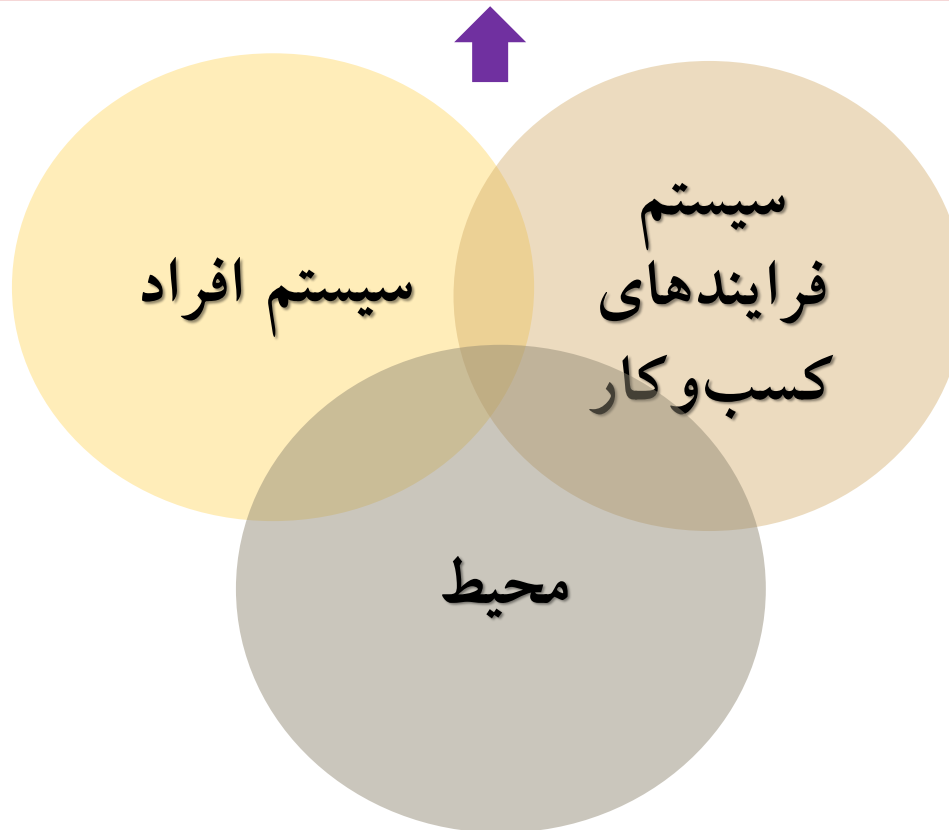 سیستم
فرایندهای
کسب‌وکار
سیستم افراد
محیط